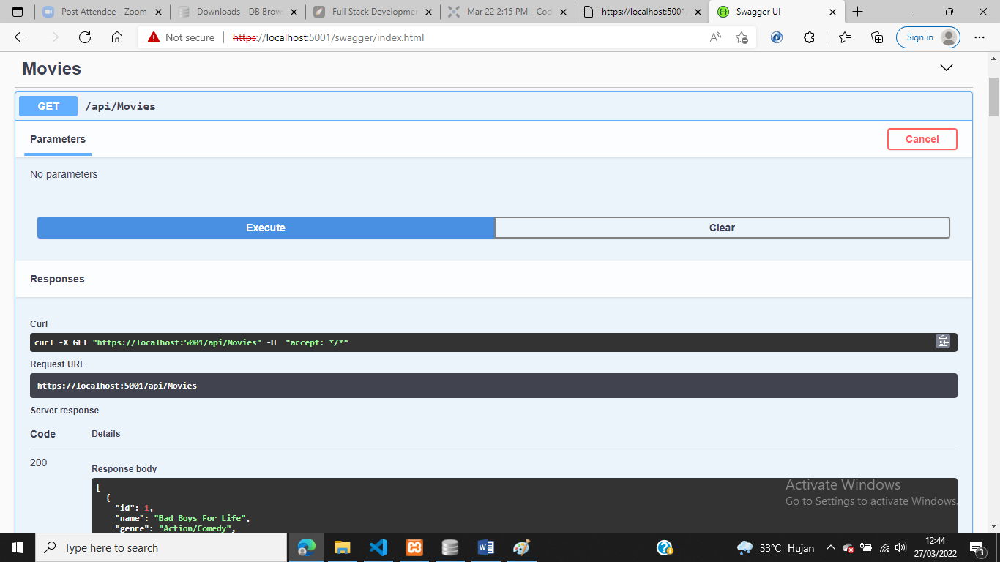 Post Attendee - Zoom
Downloads - DB Brow
Full Stack Developmen
Mar 22 2:15 PM - Cod
https://localhost:5001/
Swagger UI
Not secure
https://localhost:5001/swagger/index.html
Sign in
Movies
GET /api/Movies
Parameters
Cancel
No parameters
Execute
Clear
Responses
Curl
curl -X GET "https://localhost:5001/api/Movies" -H  "accept: */*"
Request URL
https://localhost:5001/api/Movies
Server response
Code Details
200
Response body
[
{
"id": 1,
"name": "Bad Boys For Life",
"genre": "Action/Comedy",
Activate Windows
Go to Settings to activate Windows.
Type here to search
33°C Hujan
12:44
27/03/2022
3